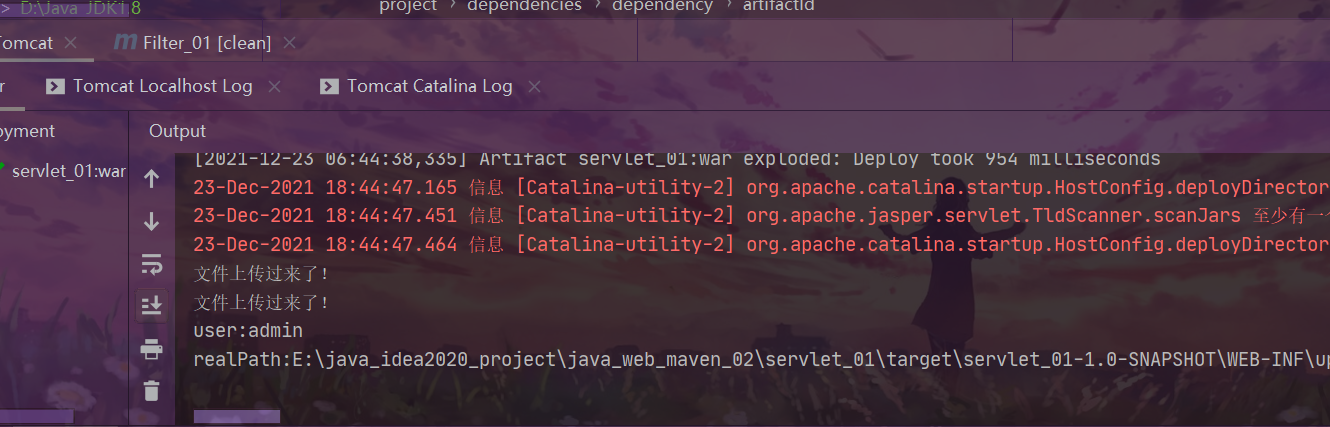 > D:\Java JDK1.8
project > dependencies > dependency > artifactId
Tomcat × m Filter_01 [clean] ×
r Tomcat Localhost Log × Tomcat Catalina Log ×
oyment Output
[2021-12-23 06:44:38,335] Artifact servlet_01:war exploded: Deploy took 954 milliseconds
servlet_01:war
23-Dec-2021 18:44:47.165 信息 [Catalina-utility-2] org.apache.catalina.startup.HostConfig.deployDirector
23-Dec-2021 18:44:47.451 信息 [Catalina-utility-2] org.apache.jasper.servlet.TldScanner.scanJars 至少有一个
23-Dec-2021 18:44:47.464 信息 [Catalina-utility-2] org.apache.catalina.startup.HostConfig.deployDirector
文件上传过来了!
文件上传过来了!
user:admin
realPath:E:\java_idea2020_project\java_web_maven_02\servlet_01\target\servlet_01-1.0-SNAPSHOT\WEB-INF\up